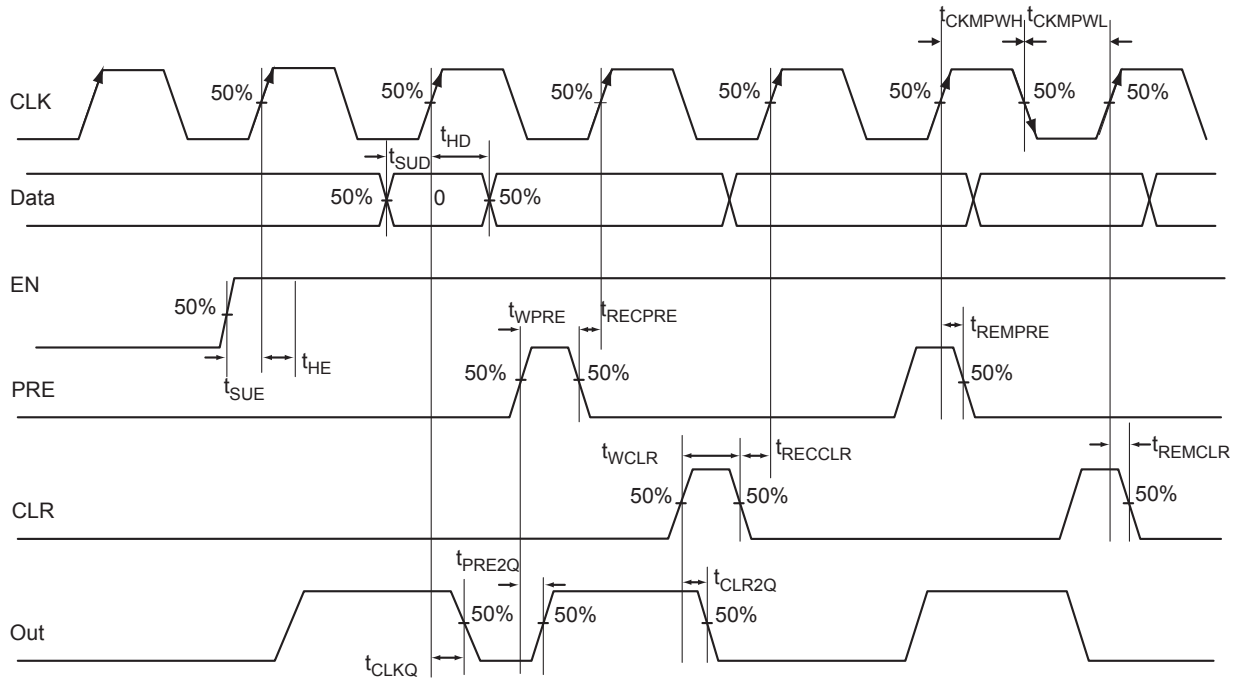 tCKMPWH tCKMPWL
CLK 50% 50% 50% 50% 50% 50% 50%
tSUD tHD
Data 50% 0 50%
EN
50%
tSUE tHE
tWPRE tRECPRE tREMPRE
PRE 50% 50% 50%
tWCLR tRECCLR tREMCLR
CLR 50% 50% 50%
tPRE2Q tCLR2Q
Out 50% 50% 50%
tCLKQ